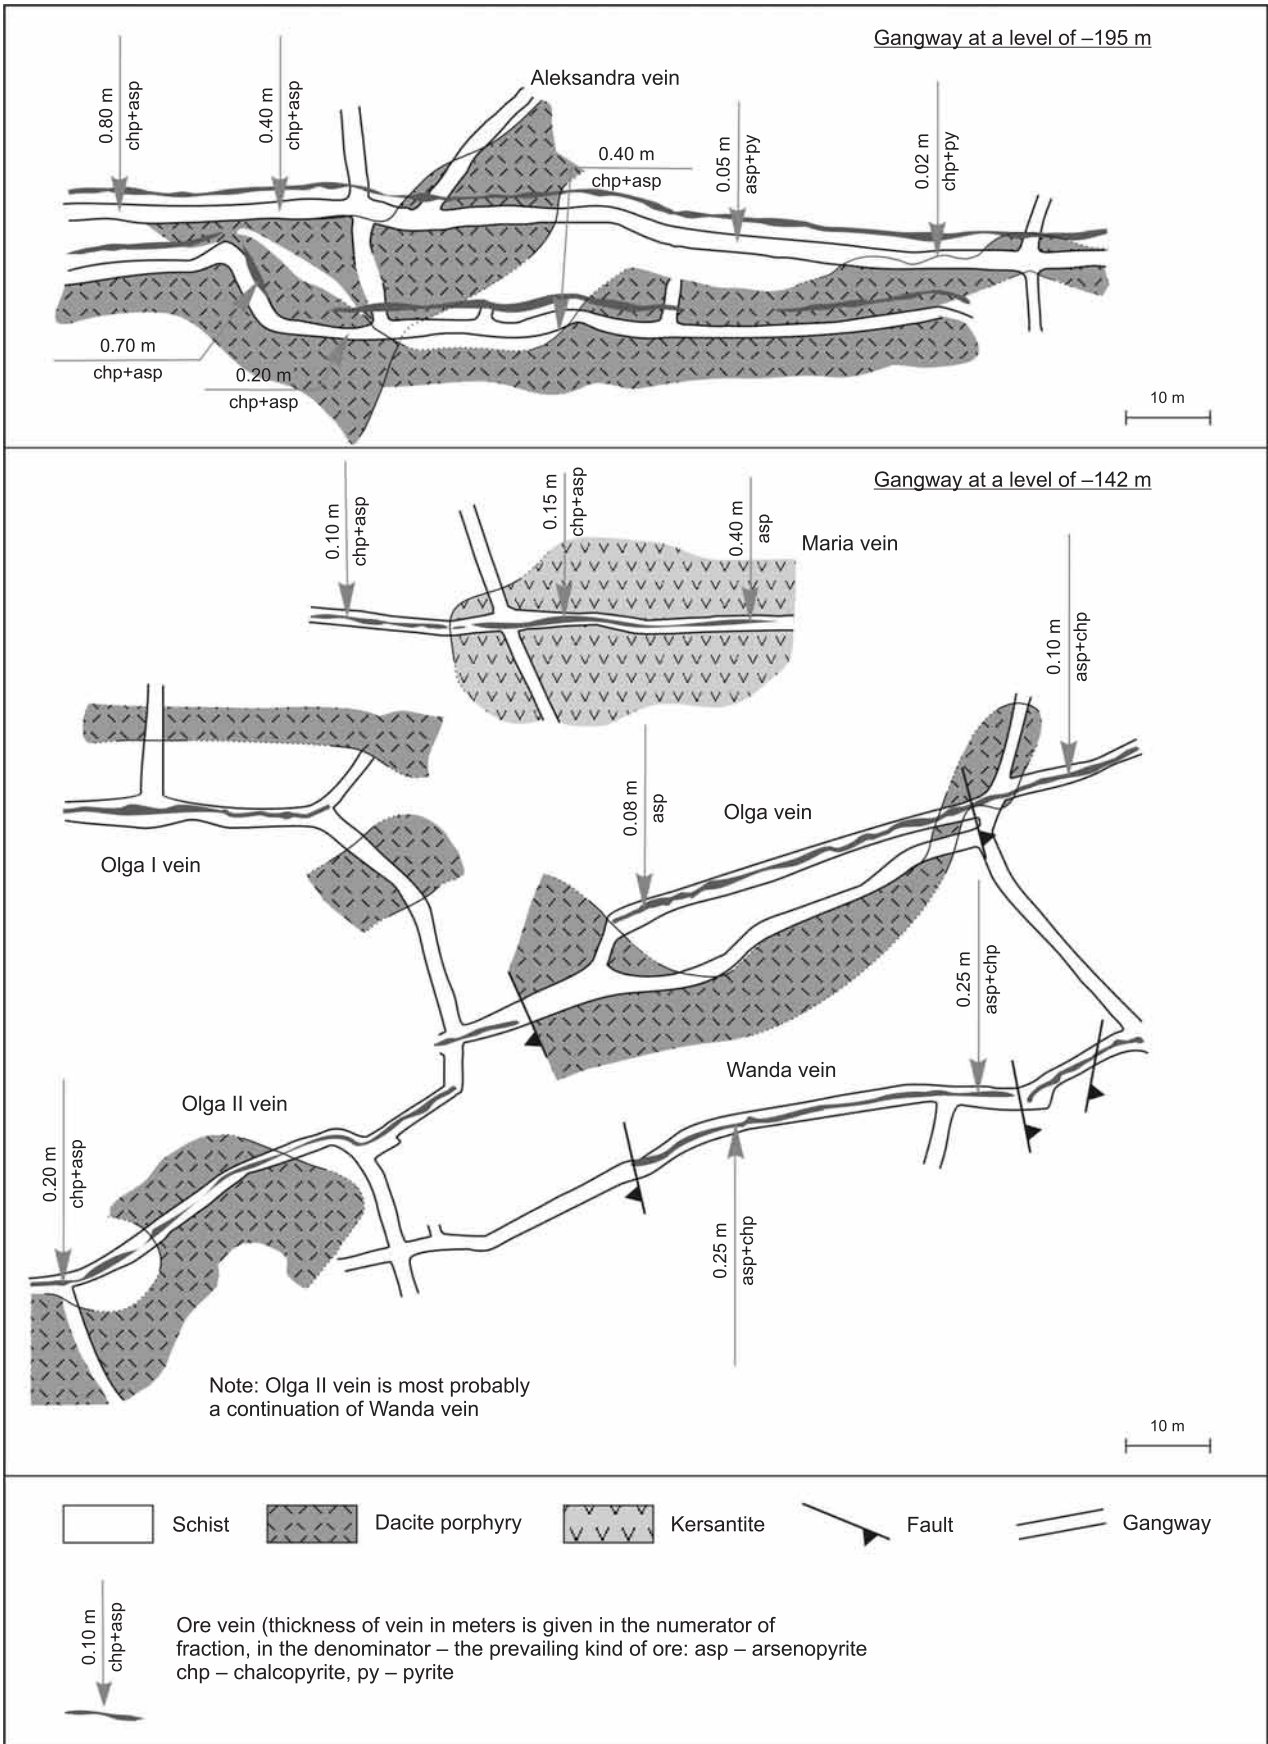 Gangway at a level of –195 m
Aleksandra vein
0.80 m
chp+asp
0.40 m
chp+asp
0.40 m
chp+asp
0.05 m
asp+py
0.02 m
chp+py
0.70 m
chp+asp
0.20 m
chp+asp
10 m
Gangway at a level of –142 m
0.10 m
chp+asp
0.15 m
chp+asp
0.40 m
asp
Maria vein
0.10 m
asp+chp
0.08 m
asp
Olga vein
Olga I vein
0.25 m
asp+chp
Wanda vein
Olga II vein
0.20 m
chp+asp
0.25 m
asp+chp
Note: Olga II vein is most probably
a continuation of Wanda vein
10 m
Schist
Dacite porphyry
Kersantite
Fault
Gangway
0.10 m
chp+asp
Ore vein (thickness of vein in meters is given in the numerator of
fraction, in the denominator – the prevailing kind of ore: asp – arsenopyrite
chp – chalcopyrite, py – pyrite